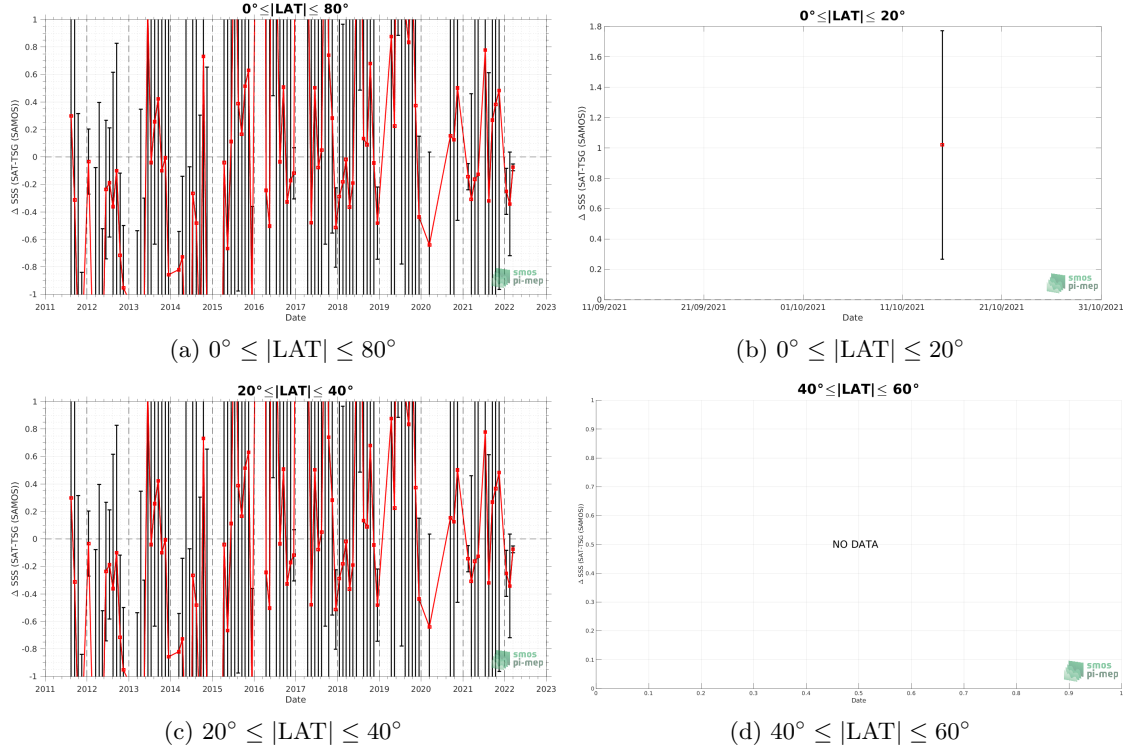 0°≤|LAT|≤ 80°
Δ SSS (SAT-TSG (SAMOS))
1
0.8
0.6
0.4
0.2
0
-0.2
-0.4
-0.6
-0.8
-1
2011 2012 2013 2014 2015 2016 2017 2018 2019 2020 2021 2022 2023
Date
smos
pi-mep
(a) 0° ≤ |LAT| ≤ 80°
0°≤|LAT|≤ 20°
Δ SSS (SAT-TSG (SAMOS))
1.8
1.6
1.4
1.2
1
0.8
0.6
0.4
0.2
0
11/09/2021 21/09/2021 01/10/2021 11/10/2021 21/10/2021 31/10/2021
Date
smos
pi-mep
(b) 0° ≤ |LAT| ≤ 20°
20°≤|LAT|≤ 40°
Δ SSS (SAT-TSG (SAMOS))
1
0.8
0.6
0.4
0.2
0
-0.2
-0.4
-0.6
-0.8
-1
2011 2012 2013 2014 2015 2016 2017 2018 2019 2020 2021 2022 2023
Date
smos
pi-mep
(c) 20° ≤ |LAT| ≤ 40°
40°≤|LAT|≤ 60°
Δ SSS (SAT-TSG (SAMOS))
1
0.9
0.8
0.7
0.6
0.5
0.4
0.3
0.2
0.1
0
NO DATA
0 0.1 0.2 0.3 0.4 0.5 0.6 0.7 0.8 0.9 1
Date
smos
pi-mep
(d) 40° ≤ |LAT| ≤ 60°